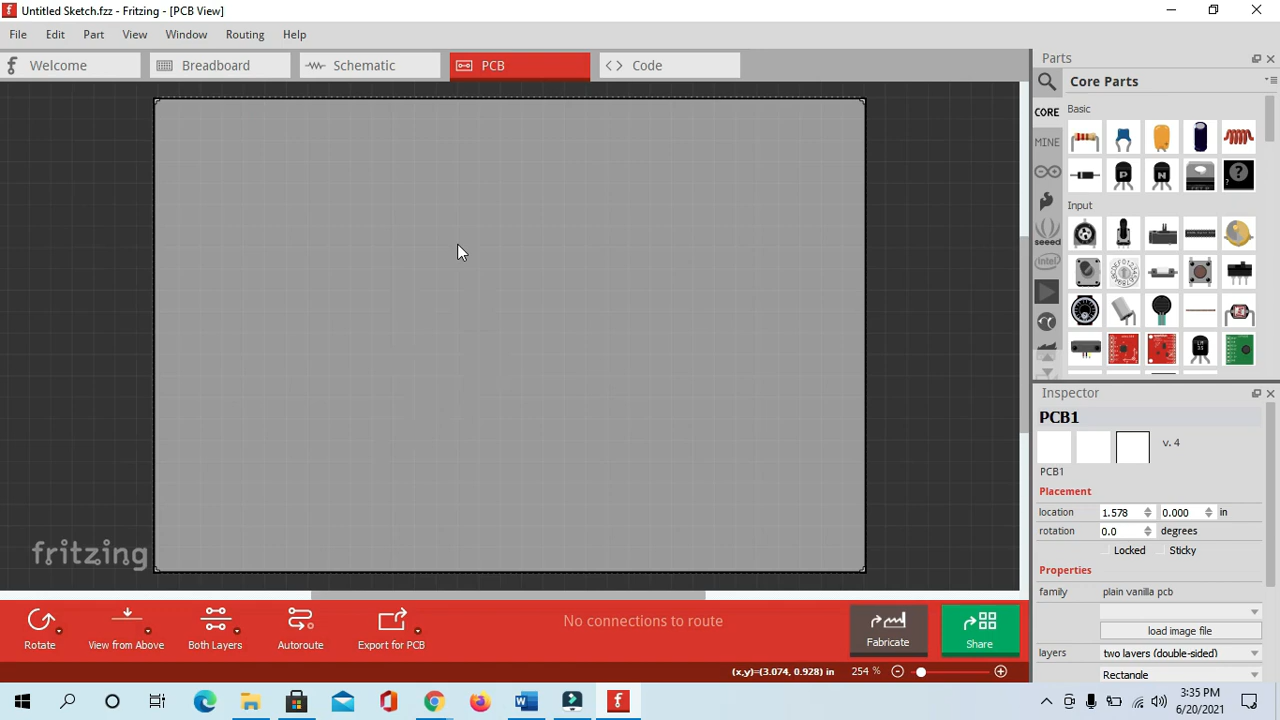 Untitled Sketch.fzz - Fritzing - [PCB View]
File Edit Part View Window Routing Help
Welcome Breadboard Schematic PCB Code
Parts
Core Parts
CORE
Basic
MINE
Input
seeed
intel
Inspector
PCB1
v. 4
PCB1
Placement
location 1.578 0.000 in
rotation 0.0 degrees
Locked Sticky
Properties
family plain vanilla pcb
load image file
layers two layers (double-sided)
Rectangle
fritzing
Rotate View from Above Both Layers Autoroute Export for PCB
No connections to route
Fabricate Share
(x,y)=(3.074, 0.928) in 254 %
3:35 PM
6/20/2021